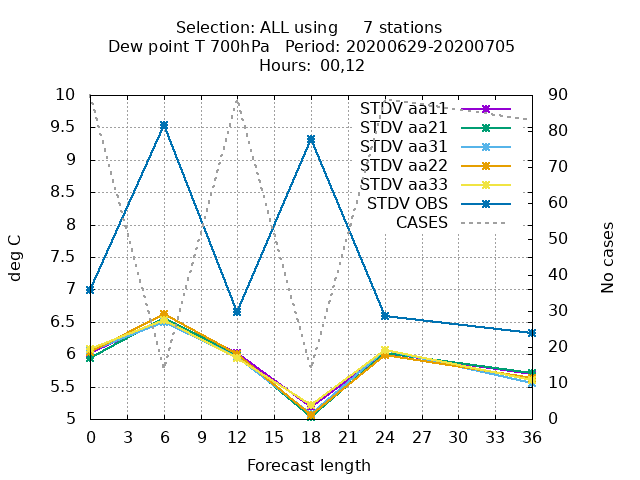 Selection: ALL using     7 stations
Dew point T 700hPa   Period: 20200629-20200705
Hours: 00,12
10 90
9.5 80
9 70
8.5 60
8 50
7.5 40
7 30
6.5 20
6 10
5.5 0
5
deg C
No cases
STDV aa11
STDV aa21
STDV aa31
STDV aa22
STDV aa33
STDV OBS
CASES
0 3 6 9 12 15 18 21 24 27 30 33 36
Forecast length